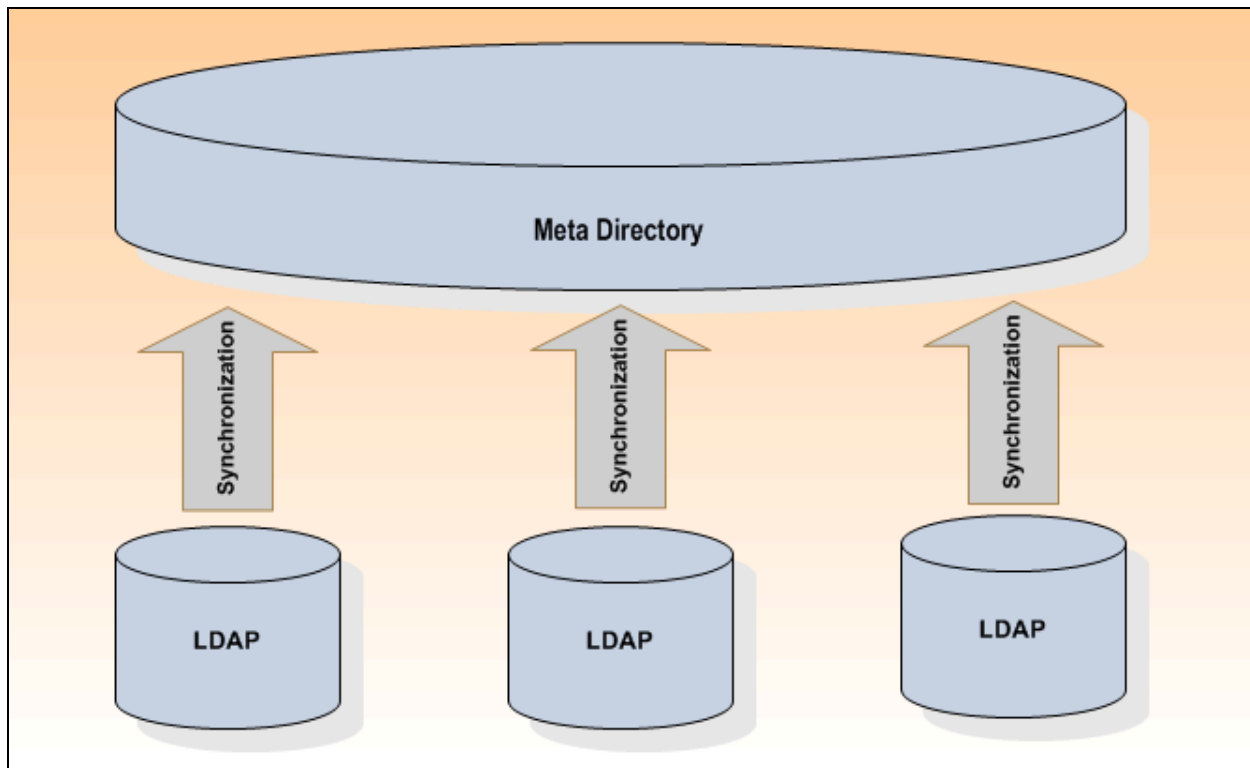 Meta Directory
Synchronization
Synchronization
Synchronization
LDAP
LDAP
LDAP